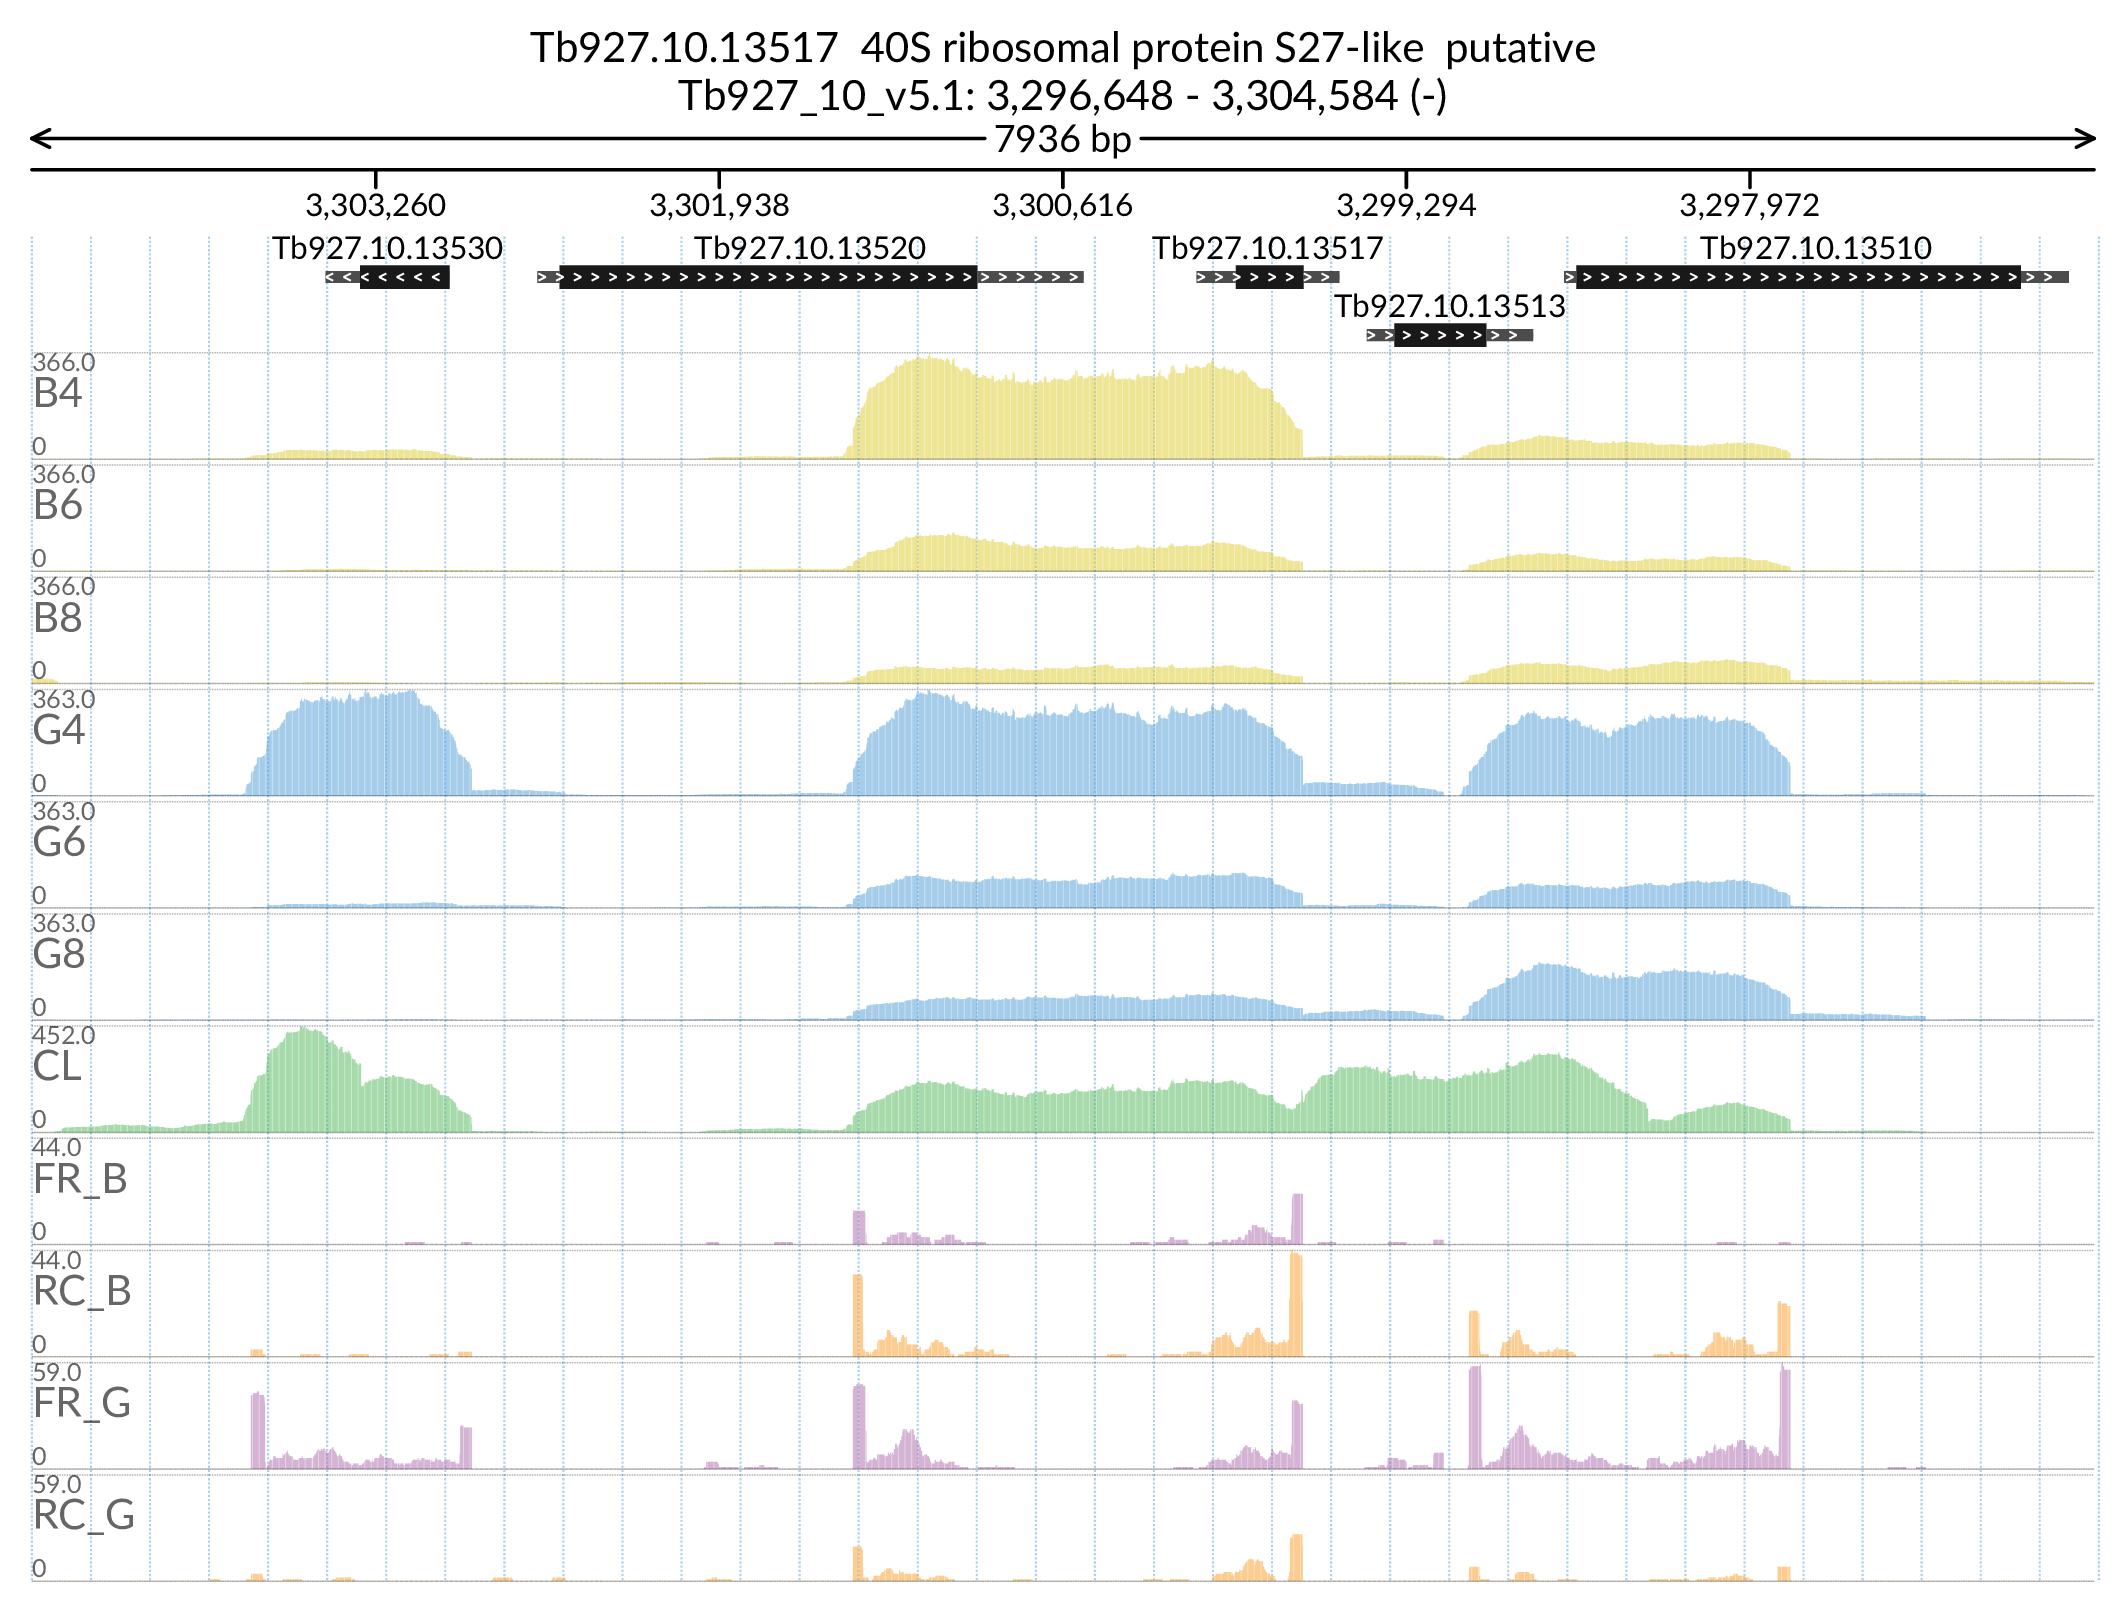 Tb927.10.13517  40S ribosomal protein S27-like  putative
Tb927_10_v5.1: 3,296,648 - 3,304,584 (-)
7936 bp
3,303,260 3,301,938 3,300,616 3,299,294 3,297,972
Tb927.10.13530 Tb927.10.13520 Tb927.10.13517 Tb927.10.13510
Tb927.10.13513
366.0
B4
0
366.0
B6
0
366.0
B8
0
363.0
G4
0
363.0
G6
0
363.0
G8
0
452.0
CL
0
44.0
FR_B
0
44.0
RC_B
0
59.0
FR_G
0
59.0
RC_G
0